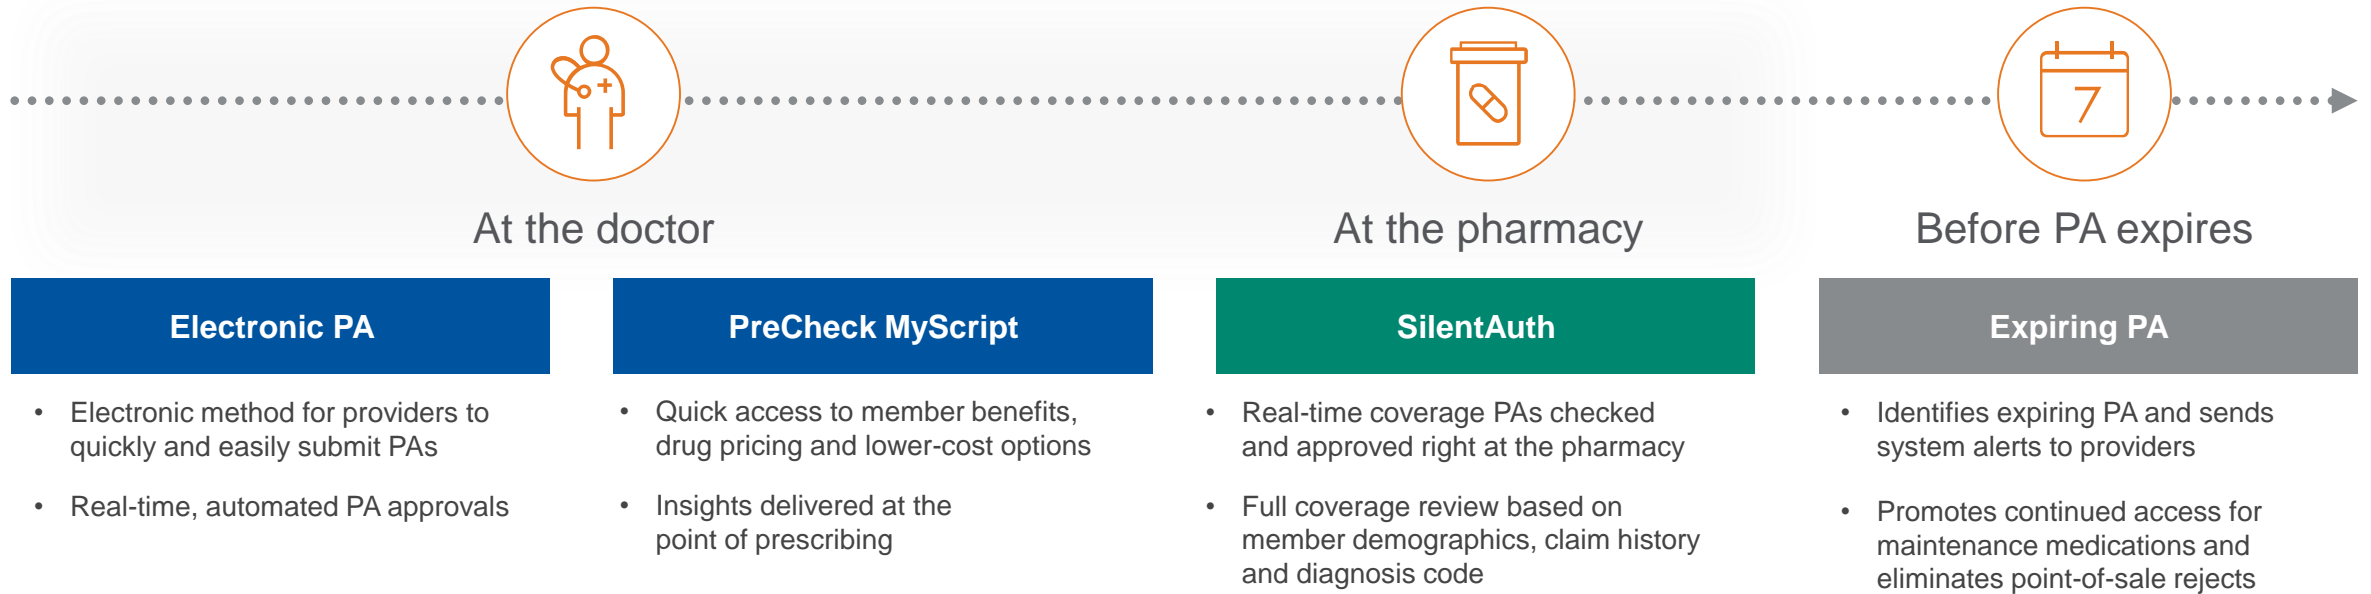 7
At the doctor
At the pharmacy
Before PA expires
Electronic PA
• Electronic method for providers to
quickly and easily submit PAs
• Real-time, automated PA approvals
PreCheck MyScript
• Quick access to member benefits,
drug pricing and lower-cost options
• Insights delivered at the
point of prescribing
SilentAuth
• Real-time coverage PAs checked
and approved right at the pharmacy
• Full coverage review based on
member demographics, claim history
and diagnosis code
Expiring PA
• Identifies expiring PA and sends
system alerts to providers
• Promotes continued access for
maintenance medications and
eliminates point-of-sale rejects